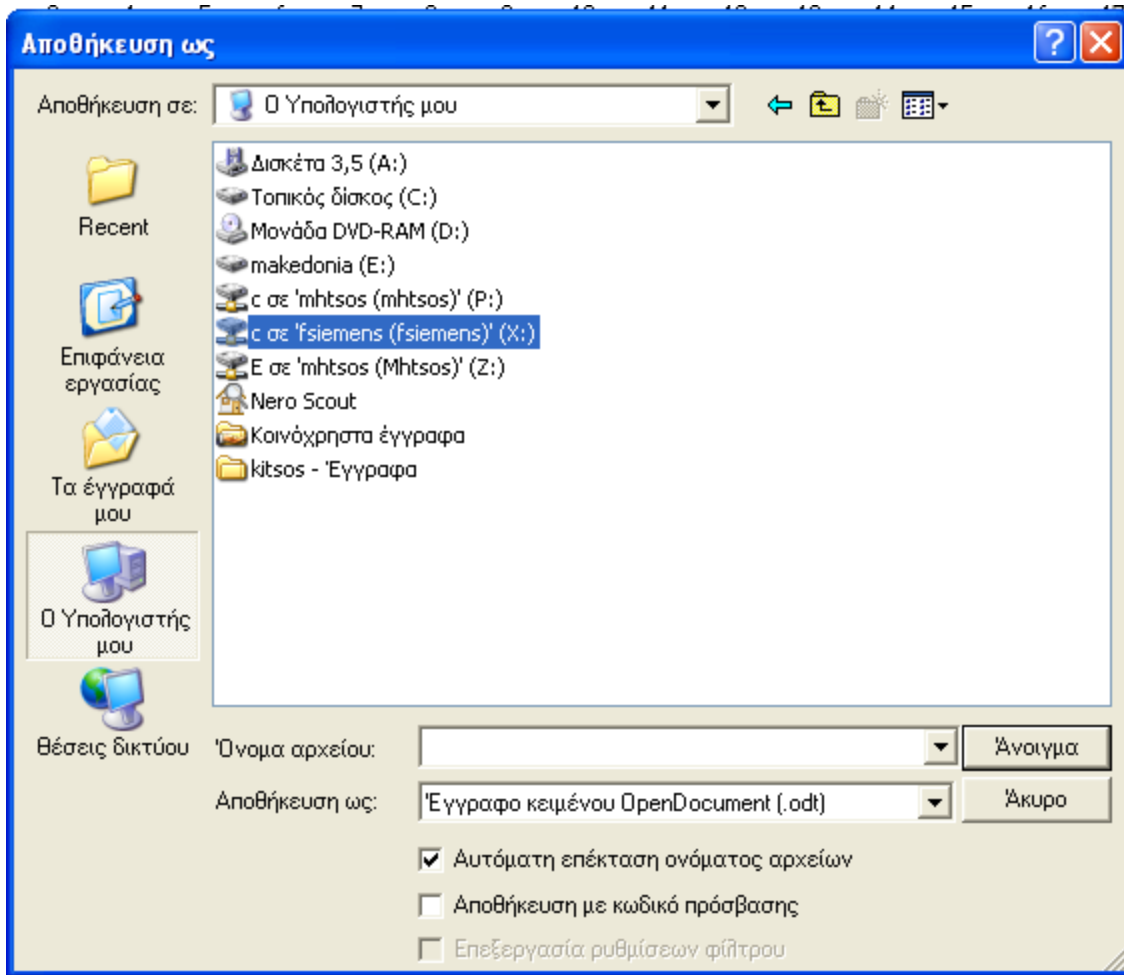 Αποθήκευση ως
Αποθήκευση σε:
Ο Υπολογιστής μου
Recent
Επιφάνεια
εργασίας
Τα έγγραφά
μου
Ο Υπολογιστής
μου
Θέσεις δικτύου
Δισκέτα 3,5 (A:)
Τοπικός δίσκος (C:)
Μονάδα DVD-RAM (D:)
makedonia (E:)
c σε 'mhtsos (mhtsos)' (P:)
c σε 'fsiemens (fsiemens)' (X:)
E σε 'mhtsos (Mhtsos)' (Z:)
Nero Scout
Κοινόχρηστα έγγραφα
kitsos - Έγγραφα
Όνομα αρχείου:
Άνοιγμα
Αποθήκευση ως:
Έγγραφο κειμένου OpenDocument (.odt)
Άκυρο
Αυτόματη επέκταση ονόματος αρχείων
Αποθήκευση με κωδικό πρόσβασης
Επεξεργασία ρυθμίσεων φίλτρου